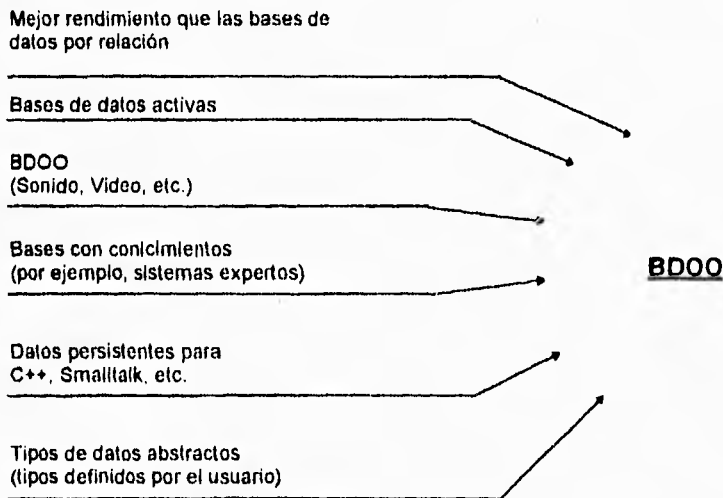 Mejor rendimiento que las bases de
datos por relación
Bases de datos activas
BDOO
(Sonido, Video, etc.)
Bases con conicimientos
(por ejemplo, sistemas expertos)
BDOO
Datos persistentes para
C++, Smalltalk, etc.
Tipos de datos abstractos
(tipos definidos por el usuario)